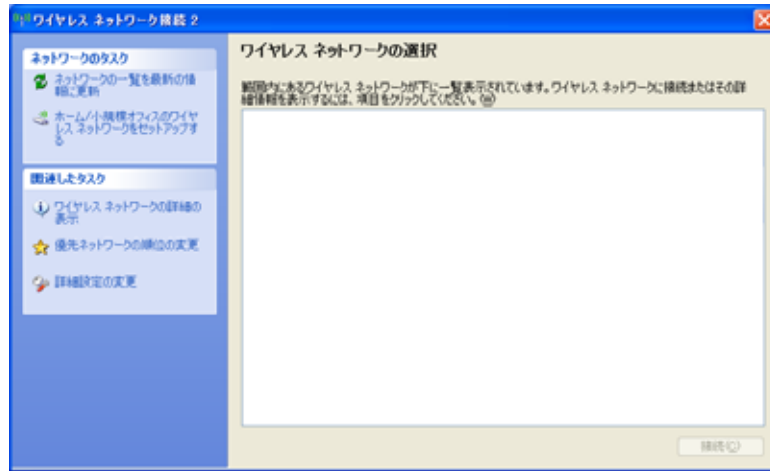 ワイヤレス ネットワーク接続 2
ネットワークのタスク
ネットワークの一覧を最新の情
報に更新
ホーム/小規模オフィスのワイヤ
レス ネットワークをセットアップす
る
関連したタスク
ワイヤレス ネットワークの詳細の
表示
優先ネットワークの順位の変更
詳細設定の変更
ワイヤレス ネットワークの選択
範囲内にあるワイヤレス ネットワークが下に一覧表示されています。ワイヤレス ネットワークに接続またはその詳
細情報を表示するには、項目をクリックしてください。(W)
接続(C)